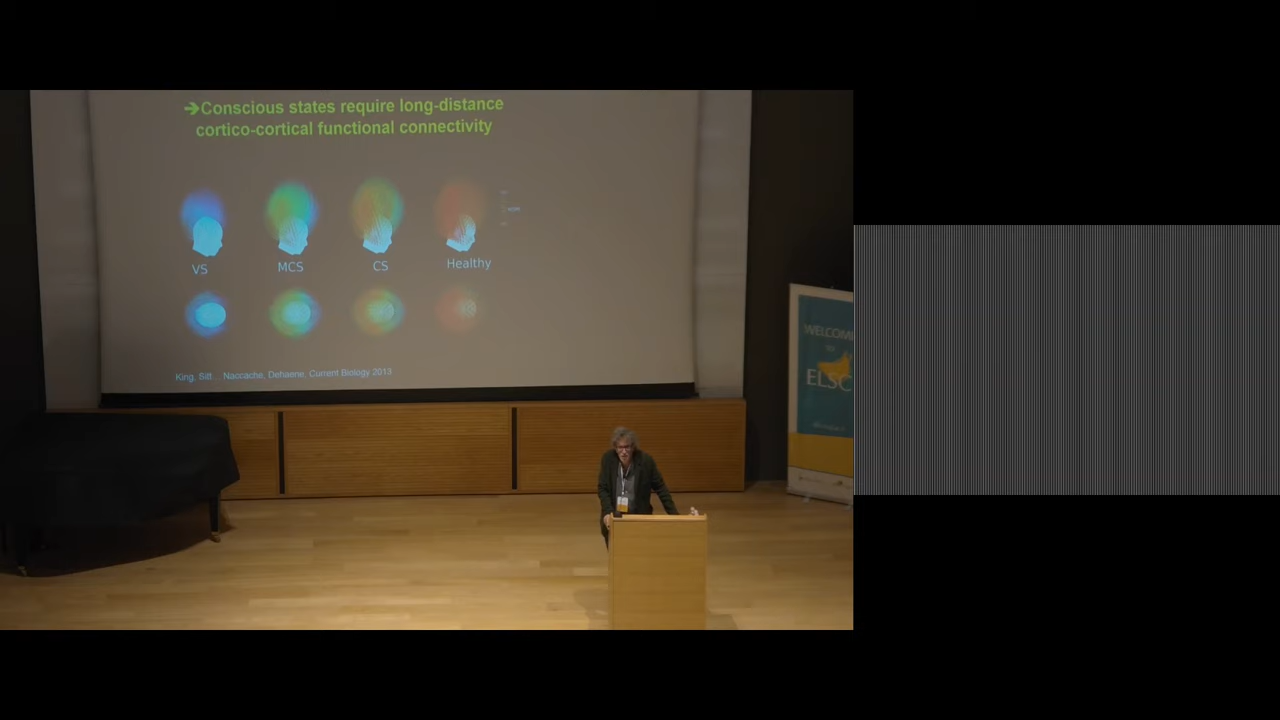 ➔Conscious states require long-distance
cortico-cortical functional connectivity
VS
MCS
CS
Healthy
King, Sitt... Naccache, Dehaene, Current Biology 2013
WELCOME
TO
ELSC